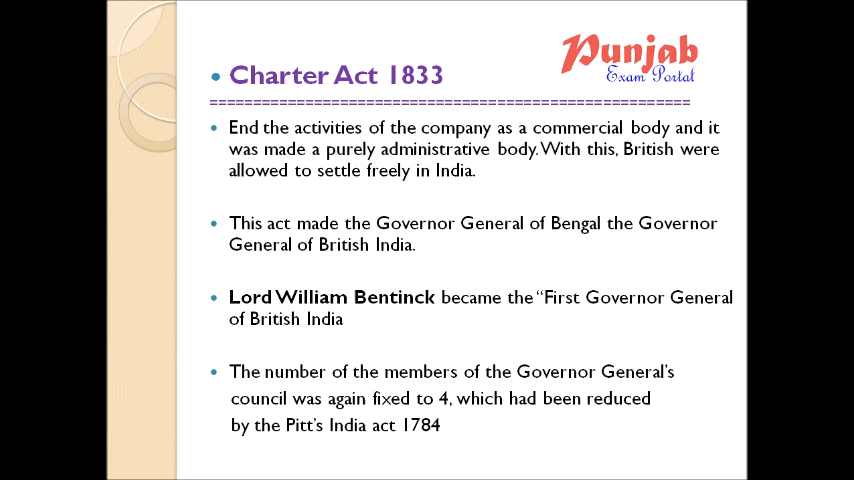 Punjab
Exam Portal
• Charter Act 1833
=======================================================
• End the activities of the company as a commercial body and it
was made a purely administrative body. With this, British were
allowed to settle freely in India.
• This act made the Governor General of Bengal the Governor
General of British India.
• Lord William Bentinck became the “First Governor General
of British India
• The number of the members of the Governor General’s
council was again fixed to 4, which had been reduced
by the Pitt’s India act 1784